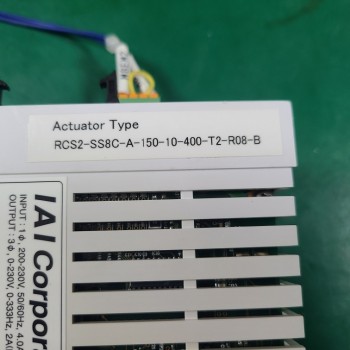 Actuator Type
RCS2-SS8C-A-150-10-400-T2-R08-B
IAI Corpor
INPUT : 1ϕ, 200-230V, 50/60Hz, 4.0A
OUTPUT : 3ϕ, 0-230V, 0-333Hz, 2A(